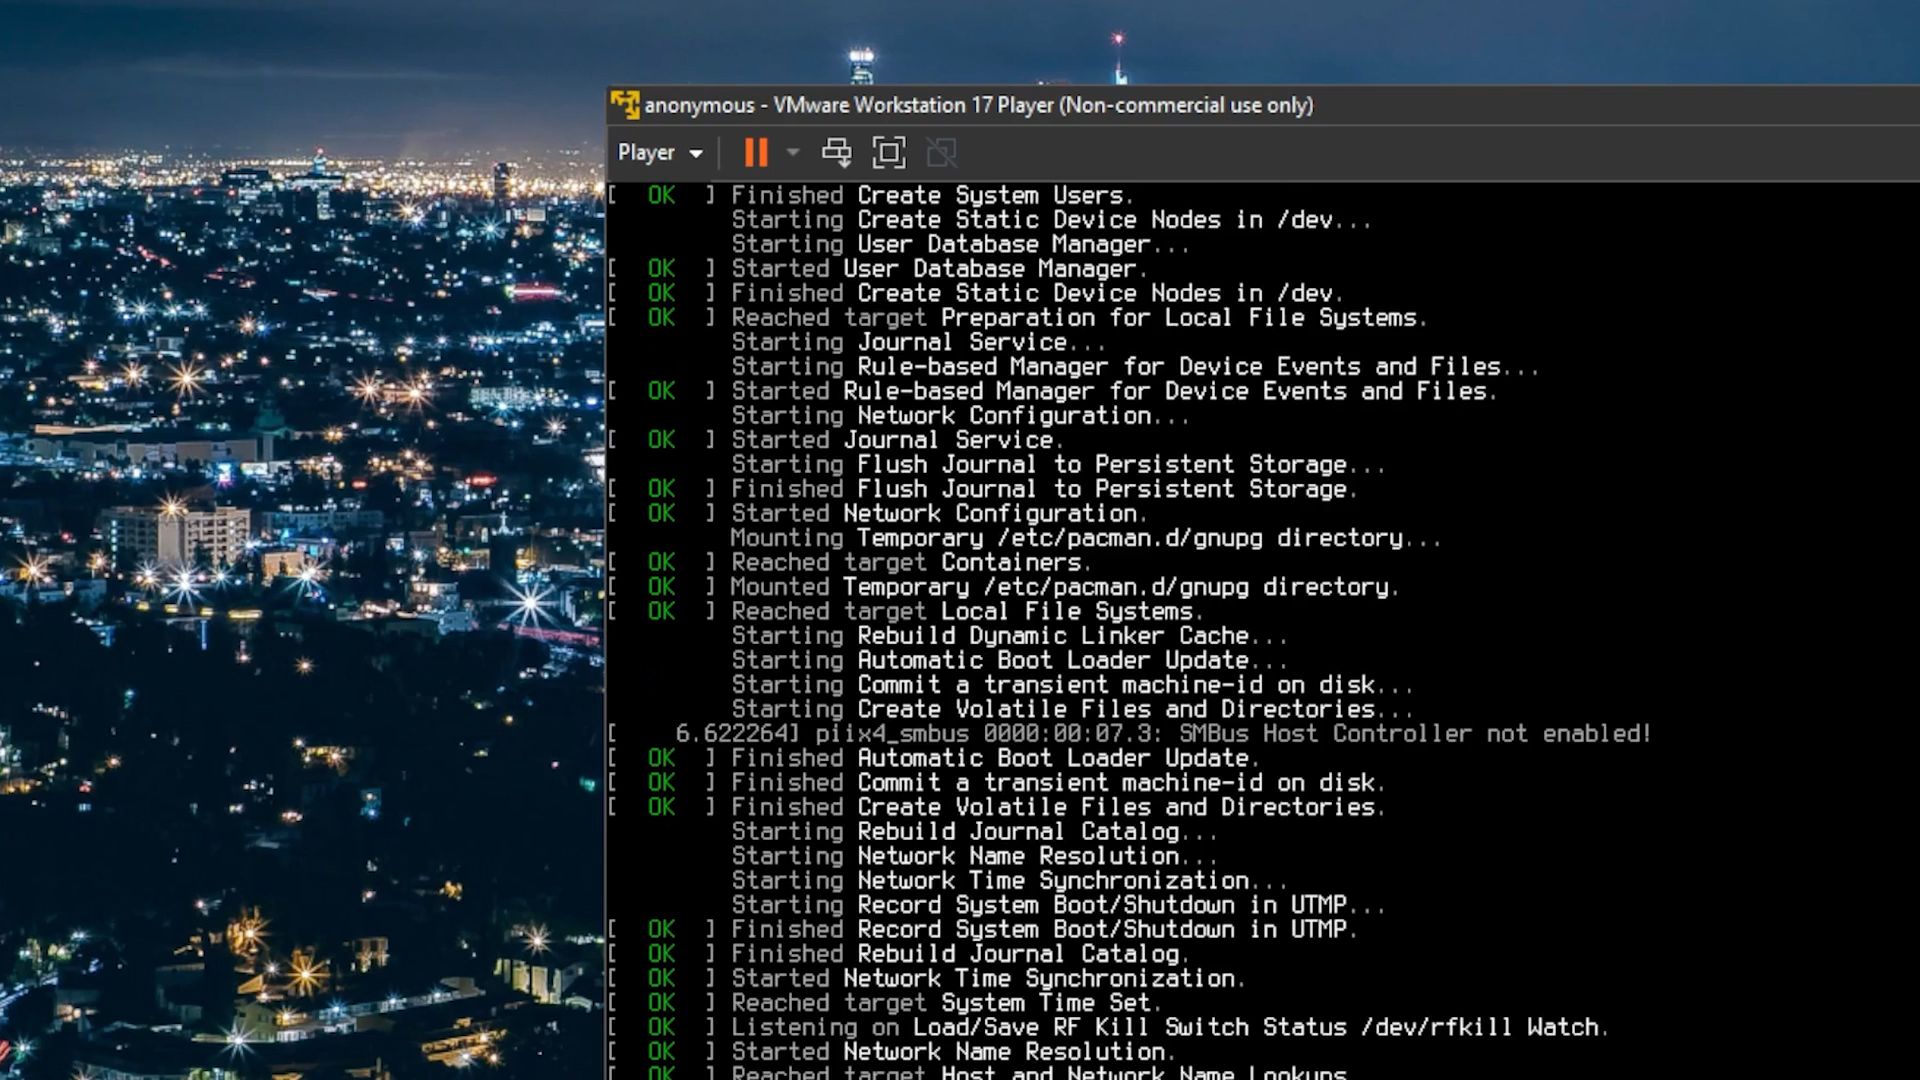 anonymous - VMware Workstation 17 Player (Non-commercial use only)
Player
[ OK ] Finished Create System Users.
Starting Create Static Device Nodes in /dev...
Starting User Database Manager...
[ OK ] Started User Database Manager.
[ OK ] Finished Create Static Device Nodes in /dev.
[ OK ] Reached target Preparation for Local File Systems.
Starting Journal Service...
Starting Rule-based Manager for Device Events and Files...
[ OK ] Started Rule-based Manager for Device Events and Files.
Starting Network Configuration...
[ OK ] Started Journal Service.
Starting Flush Journal to Persistent Storage...
[ OK ] Finished Flush Journal to Persistent Storage.
[ OK ] Started Network Configuration.
Mounting Temporary /etc/pacman.d/gnupg directory...
[ OK ] Reached target Containers.
[ OK ] Mounted Temporary /etc/pacman.d/gnupg directory.
[ OK ] Reached target Local File Systems.
Starting Rebuild Dynamic Linker Cache...
Starting Automatic Boot Loader Update...
Starting Commit a transient machine-id on disk...
Starting Create Volatile Files and Directories...
[ 6.622264] piix4_smbus 0000:00:07.3: SMBus Host Controller not enabled!
[ OK ] Finished Automatic Boot Loader Update.
[ OK ] Finished Commit a transient machine-id on disk.
[ OK ] Finished Create Volatile Files and Directories.
Starting Rebuild Journal Catalog...
Starting Network Name Resolution...
Starting Network Time Synchronization...
Starting Record System Boot/Shutdown in UTMP...
[ OK ] Finished Record System Boot/Shutdown in UTMP.
[ OK ] Finished Rebuild Journal Catalog.
[ OK ] Started Network Time Synchronization.
[ OK ] Reached target System Time Set.
[ OK ] Listening on Load/Save RF Kill Switch Status /dev/rfkill Watch.
[ OK ] Started Network Name Resolution.
[ OK ] Reached target Host and Network Name Lookups.